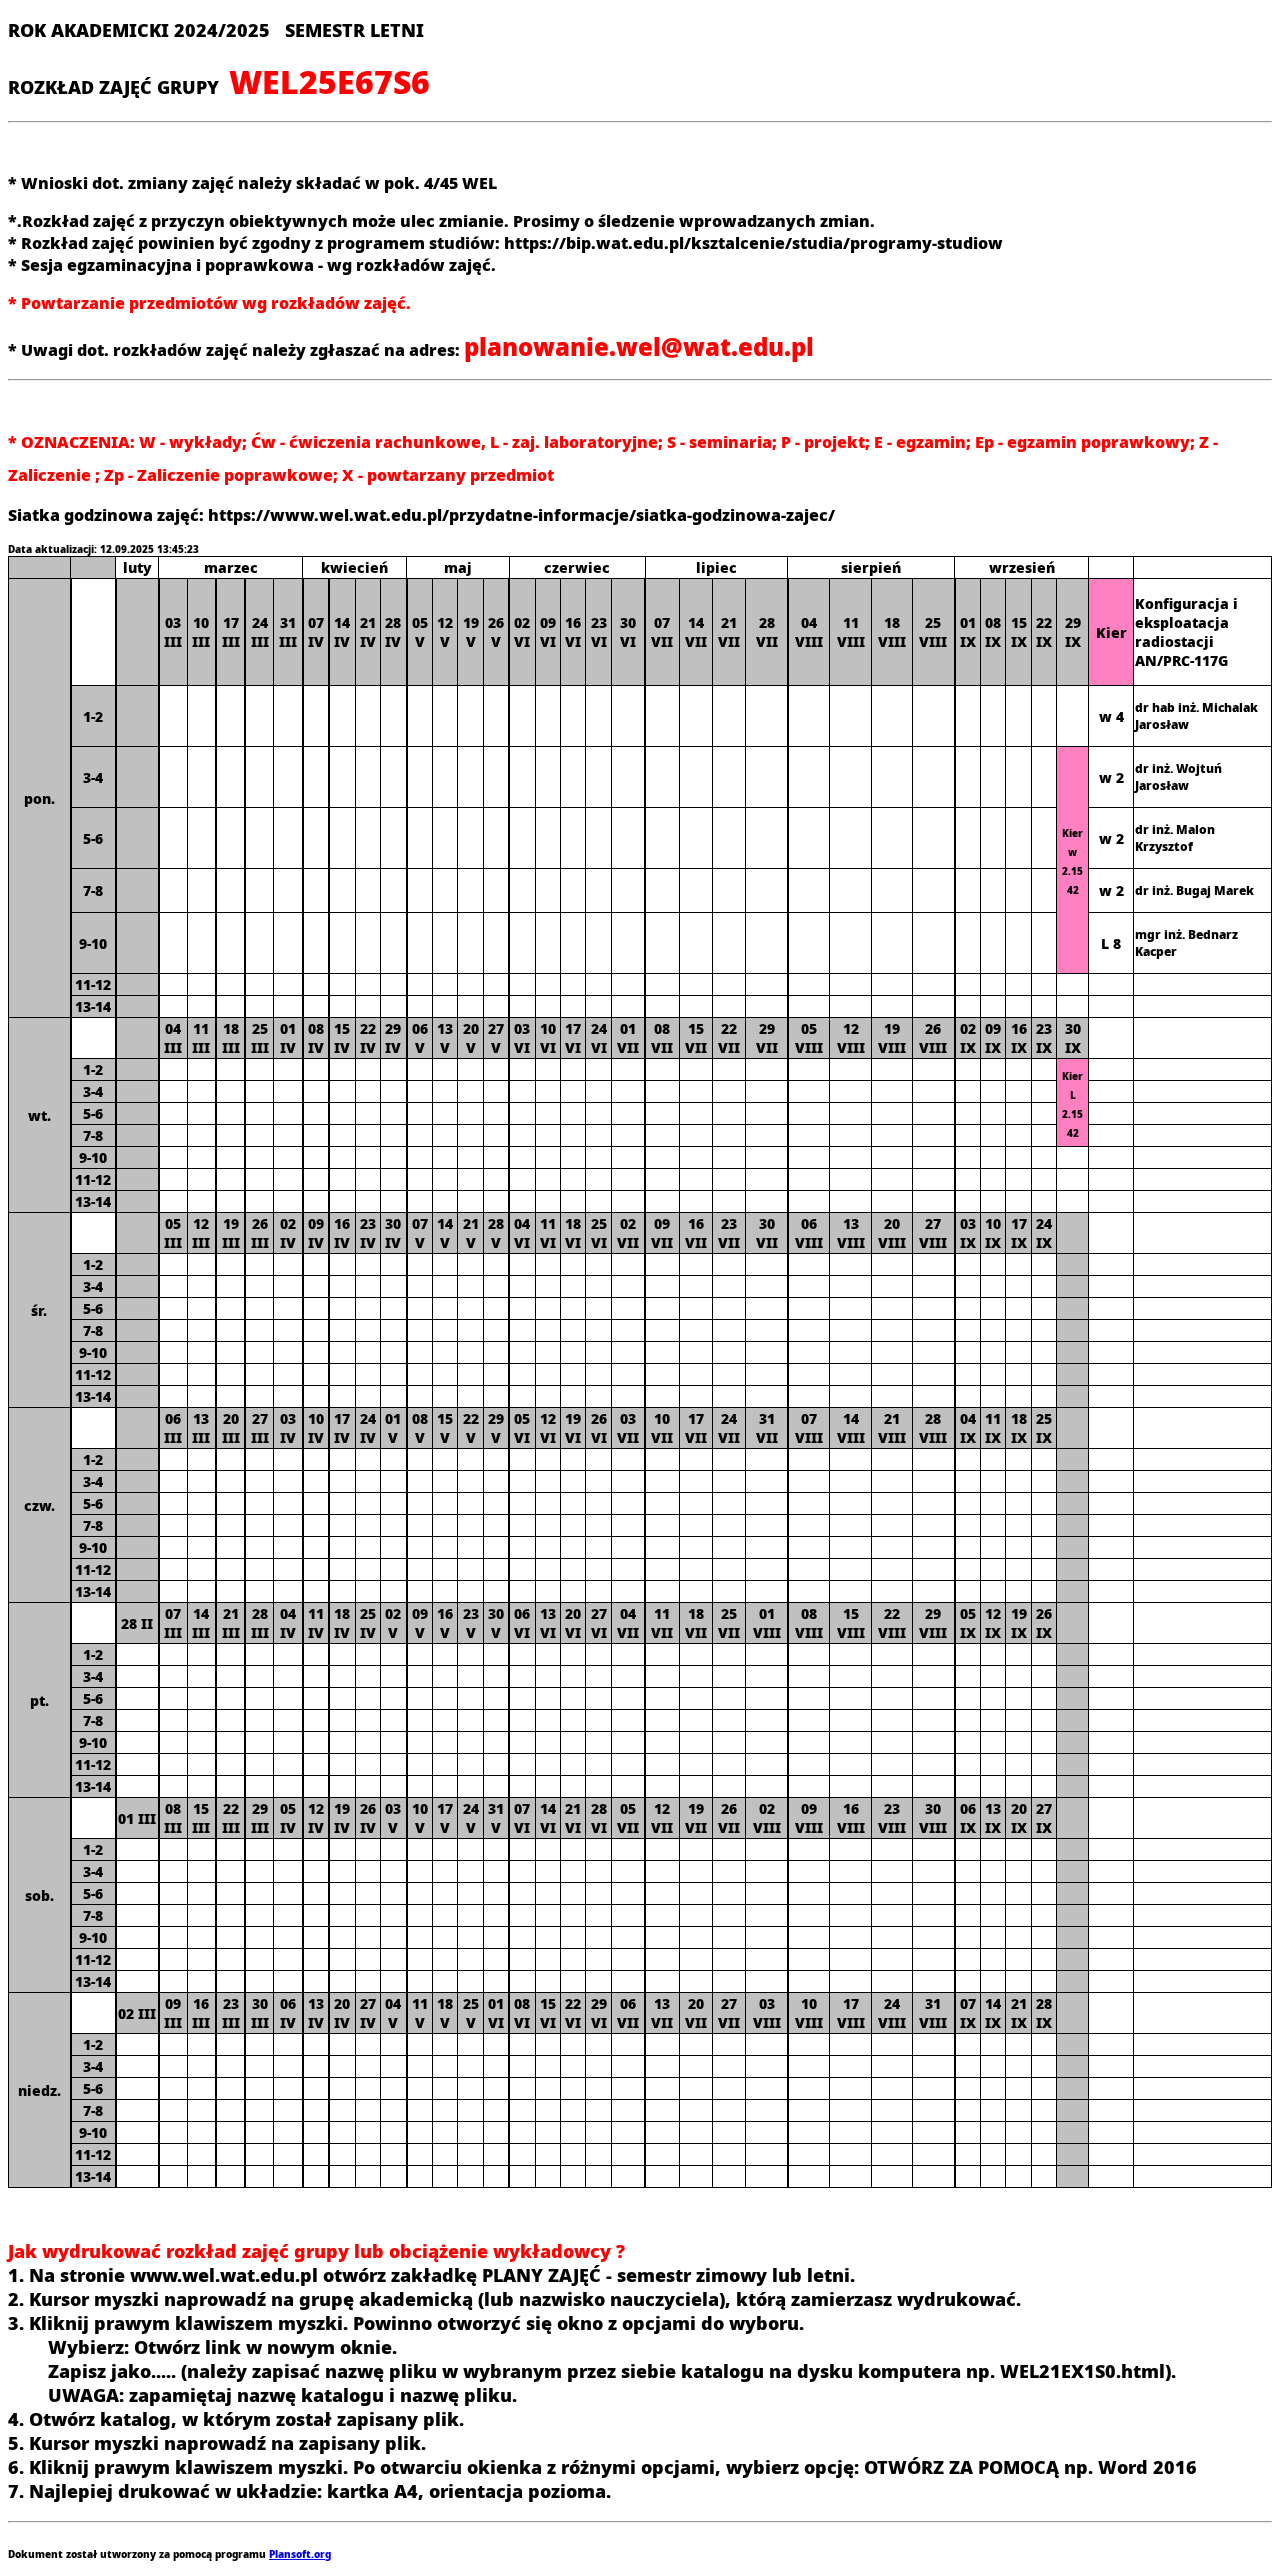 ROK AKADEMICKI 2024/2025 SEMESTR LETNI
ROZKŁAD ZAJĘĆ GRUPY WEL25E67S6
* Wnioski dot. zmiany zajęć należy składać w pok. 4/45 WEL
*.Rozkład zajęć z przyczyn obiektywnych może ulec zmianie. Prosimy o śledzenie wprowadzanych zmian.
* Rozkład zajęć powinien być zgodny z programem studiów: https://bip.wat.edu.pl/ksztalcenie/studia/programy-studiow
* Sesja egzaminacyjna i poprawkowa - wg rozkładów zajęć.
* Powtarzanie przedmiotów wg rozkładów zajęć.
* Uwagi dot. rozkładów zajęć należy zgłaszać na adres: planowanie.wel@wat.edu.pl
* OZNACZENIA: W - wykłady; Ćw - ćwiczenia rachunkowe, L - zaj. laboratoryjne; S - seminaria; P - projekt; E - egzamin; Ep - egzamin poprawkowy; Z -
Zaliczenie ; Zp - Zaliczenie poprawkowe; X - powtarzany przedmiot
Siatka godzinowa zajęć: https://www.wel.wat.edu.pl/przydatne-informacje/siatka-godzinowa-zajec/
Data aktualizacji: 12.09.2025 13:45:23
luty marzec kwiecień maj czerwiec lipiec sierpień wrzesień
pon. 03 III 10 III 17 III 24 III 31 III 07 IV 14 IV 21 IV 28 IV 05 V 12 V 19 V 26 V 02 VI 09 VI 16 VI 23 VI 30 VI 07 VII 14 VII 21 VII 28 VII 04 VIII 11 VIII 18 VIII 25 VIII 01 IX 08 IX 15 IX 22 IX 29 IX Kier Konfiguracja i eksploatacja radiostacji AN/PRC-117G
1-2 w 4 dr hab inż. Michalak Jarosław
3-4 Kier w 2.15 42 w 2 dr inż. Wojtuń Jarosław
5-6 w 2 dr inż. Malon Krzysztof
7-8 w 2 dr inż. Bugaj Marek
9-10 L 8 mgr inż. Bednarz Kacper
11-12
13-14
wt. 04 III 11 III 18 III 25 III 01 IV 08 IV 15 IV 22 IV 29 IV 06 V 13 V 20 V 27 V 03 VI 10 VI 17 VI 24 VI 01 VII 08 VII 15 VII 22 VII 29 VII 05 VIII 12 VIII 19 VIII 26 VIII 02 IX 09 IX 16 IX 23 IX 30 IX
1-2 Kier L 2.15 42
3-4
5-6
7-8
9-10
11-12
13-14
śr. 05 III 12 III 19 III 26 III 02 IV 09 IV 16 IV 23 IV 30 IV 07 V 14 V 21 V 28 V 04 VI 11 VI 18 VI 25 VI 02 VII 09 VII 16 VII 23 VII 30 VII 06 VIII 13 VIII 20 VIII 27 VIII 03 IX 10 IX 17 IX 24 IX
1-2
3-4
5-6
7-8
9-10
11-12
13-14
czw. 06 III 13 III 20 III 27 III 03 IV 10 IV 17 IV 24 IV 01 V 08 V 15 V 22 V 29 V 05 VI 12 VI 19 VI 26 VI 03 VII 10 VII 17 VII 24 VII 31 VII 07 VIII 14 VIII 21 VIII 28 VIII 04 IX 11 IX 18 IX 25 IX
1-2
3-4
5-6
7-8
9-10
11-12
13-14
pt. 28 II 07 III 14 III 21 III 28 III 04 IV 11 IV 18 IV 25 IV 02 V 09 V 16 V 23 V 30 V 06 VI 13 VI 20 VI 27 VI 04 VII 11 VII 18 VII 25 VII 01 VIII 08 VIII 15 VIII 22 VIII 29 VIII 05 IX 12 IX 19 IX 26 IX
1-2
3-4
5-6
7-8
9-10
11-12
13-14
sob. 01 III 08 III 15 III 22 III 29 III 05 IV 12 IV 19 IV 26 IV 03 V 10 V 17 V 24 V 31 V 07 VI 14 VI 21 VI 28 VI 05 VII 12 VII 19 VII 26 VII 02 VIII 09 VIII 16 VIII 23 VIII 30 VIII 06 IX 13 IX 20 IX 27 IX
1-2
3-4
5-6
7-8
9-10
11-12
13-14
niedz. 02 III 09 III 16 III 23 III 30 III 06 IV 13 IV 20 IV 27 IV 04 V 11 V 18 V 25 V 01 VI 08 VI 15 VI 22 VI 29 VI 06 VII 13 VII 20 VII 27 VII 03 VIII 10 VIII 17 VIII 24 VIII 31 VIII 07 IX 14 IX 21 IX 28 IX
1-2
3-4
5-6
7-8
9-10
11-12
13-14
Jak wydrukować rozkład zajęć grupy lub obciążenie wykładowcy ?
1. Na stronie www.wel.wat.edu.pl otwórz zakładkę PLANY ZAJĘĆ - semestr zimowy lub letni.
2. Kursor myszki naprowadź na grupę akademicką (lub nazwisko nauczyciela), którą zamierzasz wydrukować.
3. Kliknij prawym klawiszem myszki. Powinno otworzyć się okno z opcjami do wyboru.
Wybierz: Otwórz link w nowym oknie.
Zapisz jako..... (należy zapisać nazwę pliku w wybranym przez siebie katalogu na dysku komputera np. WEL21EX1S0.html).
UWAGA: zapamiętaj nazwę katalogu i nazwę pliku.
4. Otwórz katalog, w którym został zapisany plik.
5. Kursor myszki naprowadź na zapisany plik.
6. Kliknij prawym klawiszem myszki. Po otwarciu okienka z różnymi opcjami, wybierz opcję: OTWÓRZ ZA POMOCĄ np. Word 2016
7. Najlepiej drukować w układzie: kartka A4, orientacja pozioma.
Dokument został utworzony za pomocą programu Plansoft.org